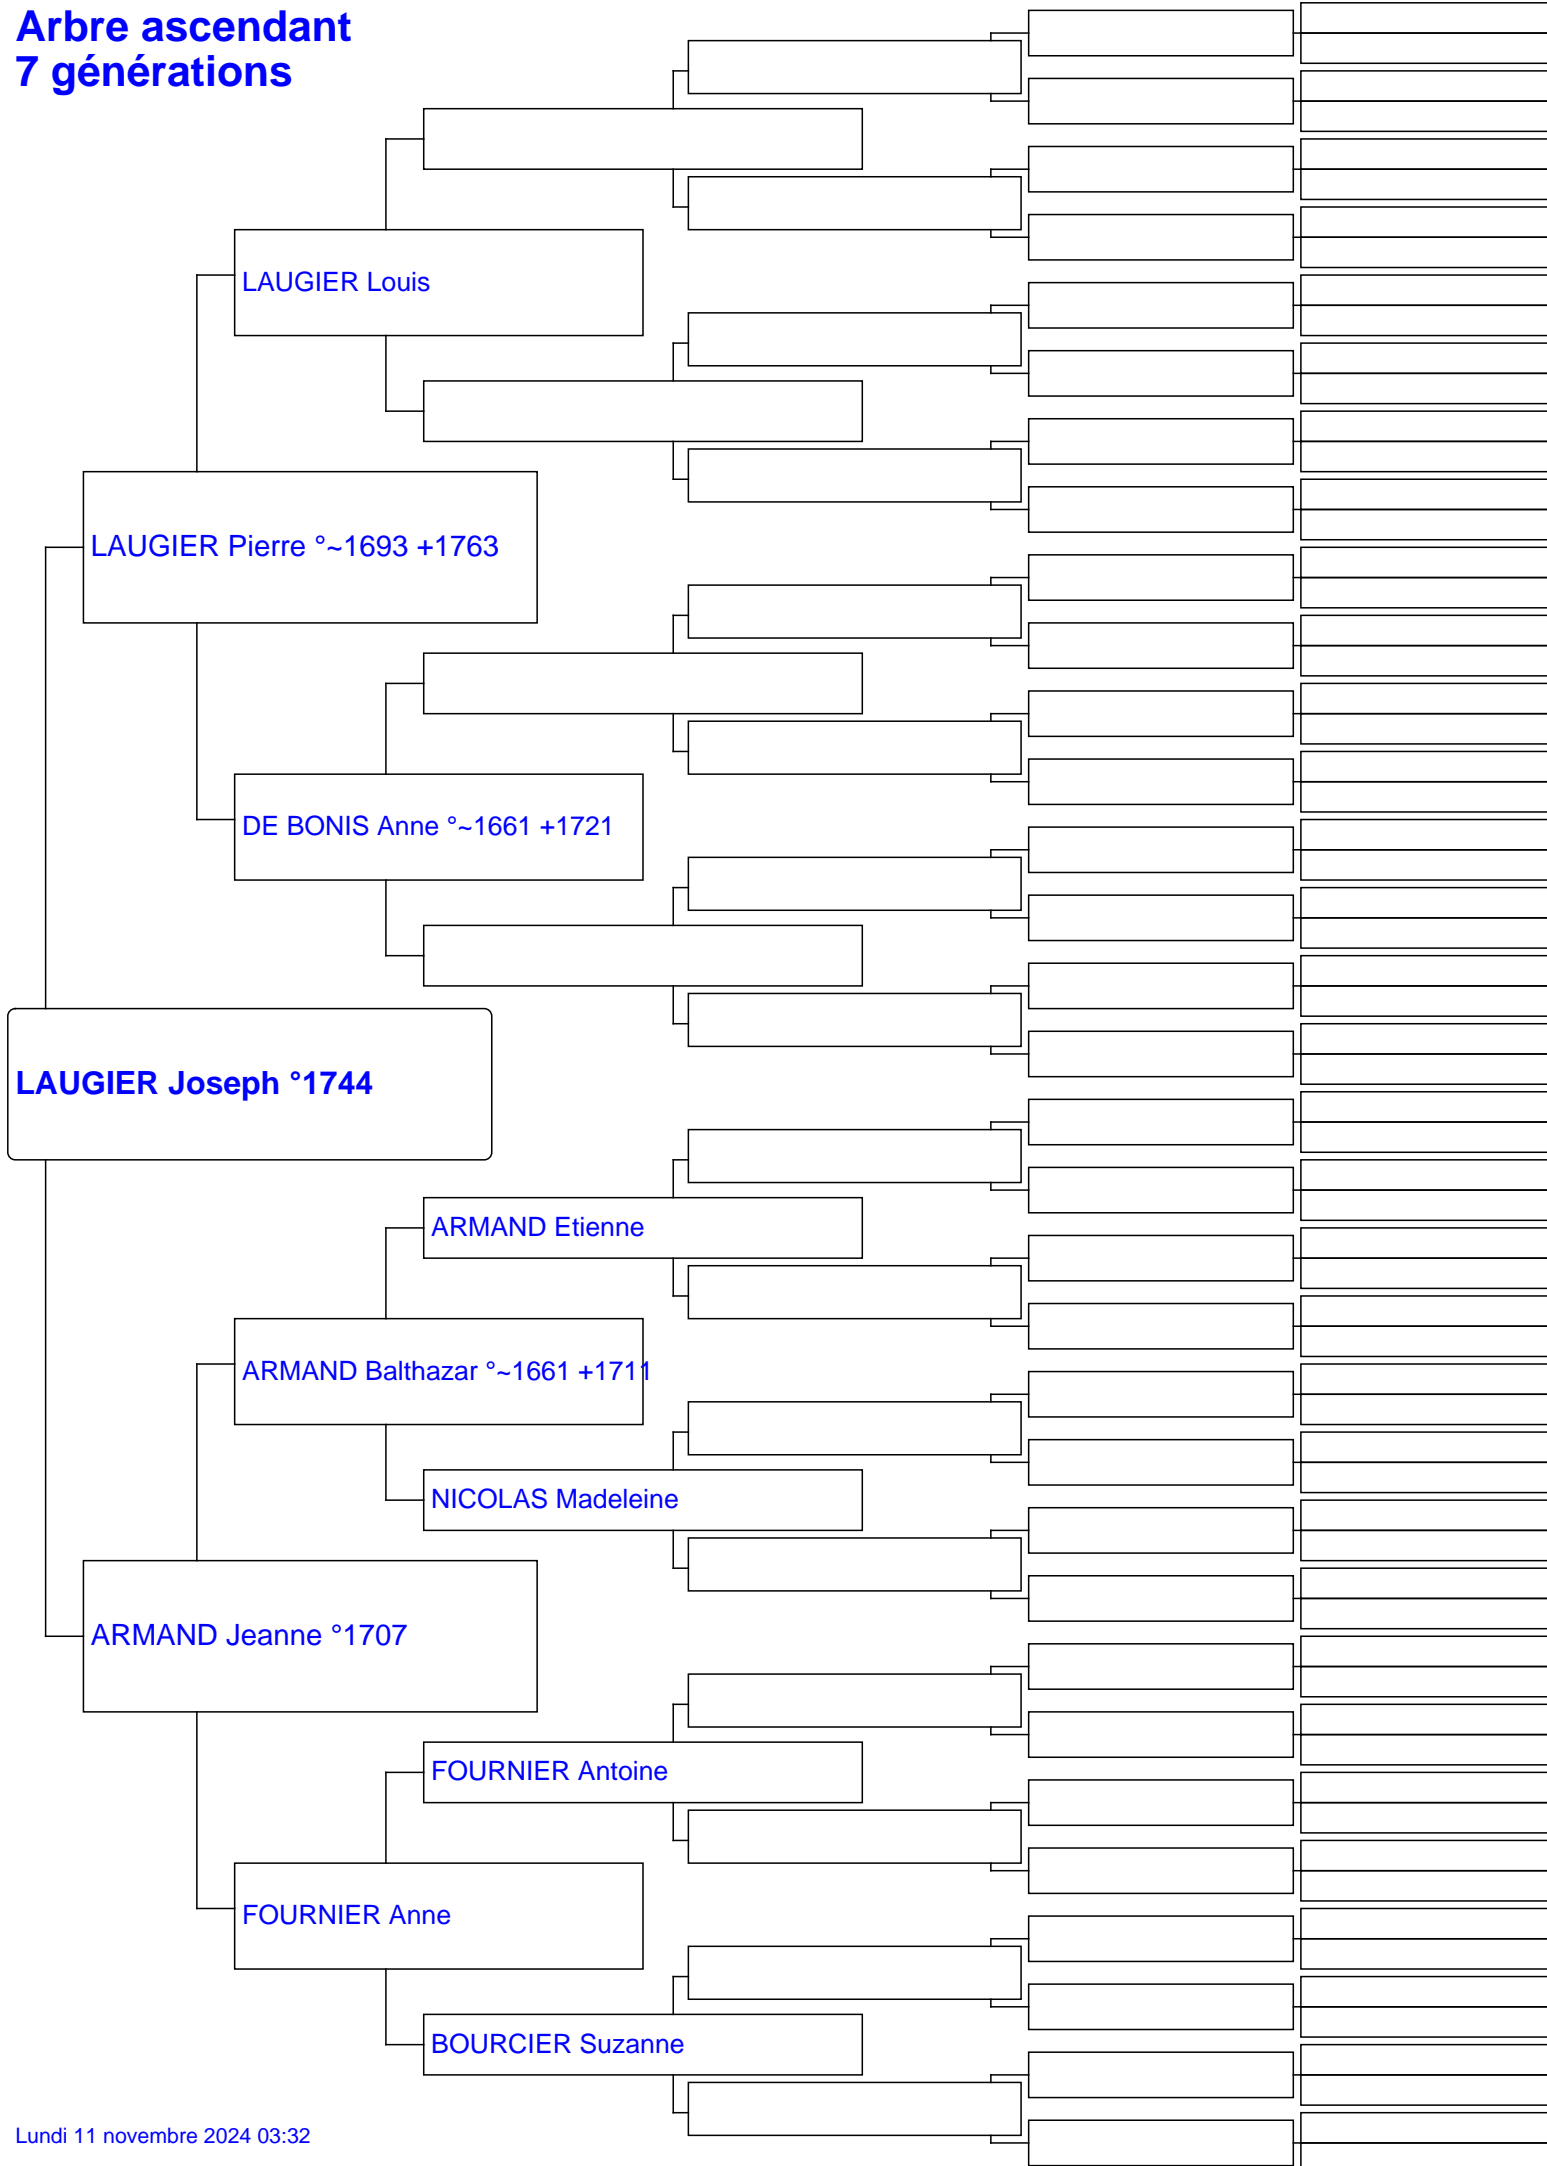 Arbre ascendant
7 générations
LAUGIER Louis
LAUGIER Pierre °~1693 +1763
DE BONIS Anne °~1661 +1721
LAUGIER Joseph °1744
ARMAND Etienne
ARMAND Balthazar °~1661 +1711
NICOLAS Madeleine
ARMAND Jeanne °1707
FOURNIER Antoine
FOURNIER Anne
BOURCIER Suzanne
Lundi 11 novembre 2024 03:32